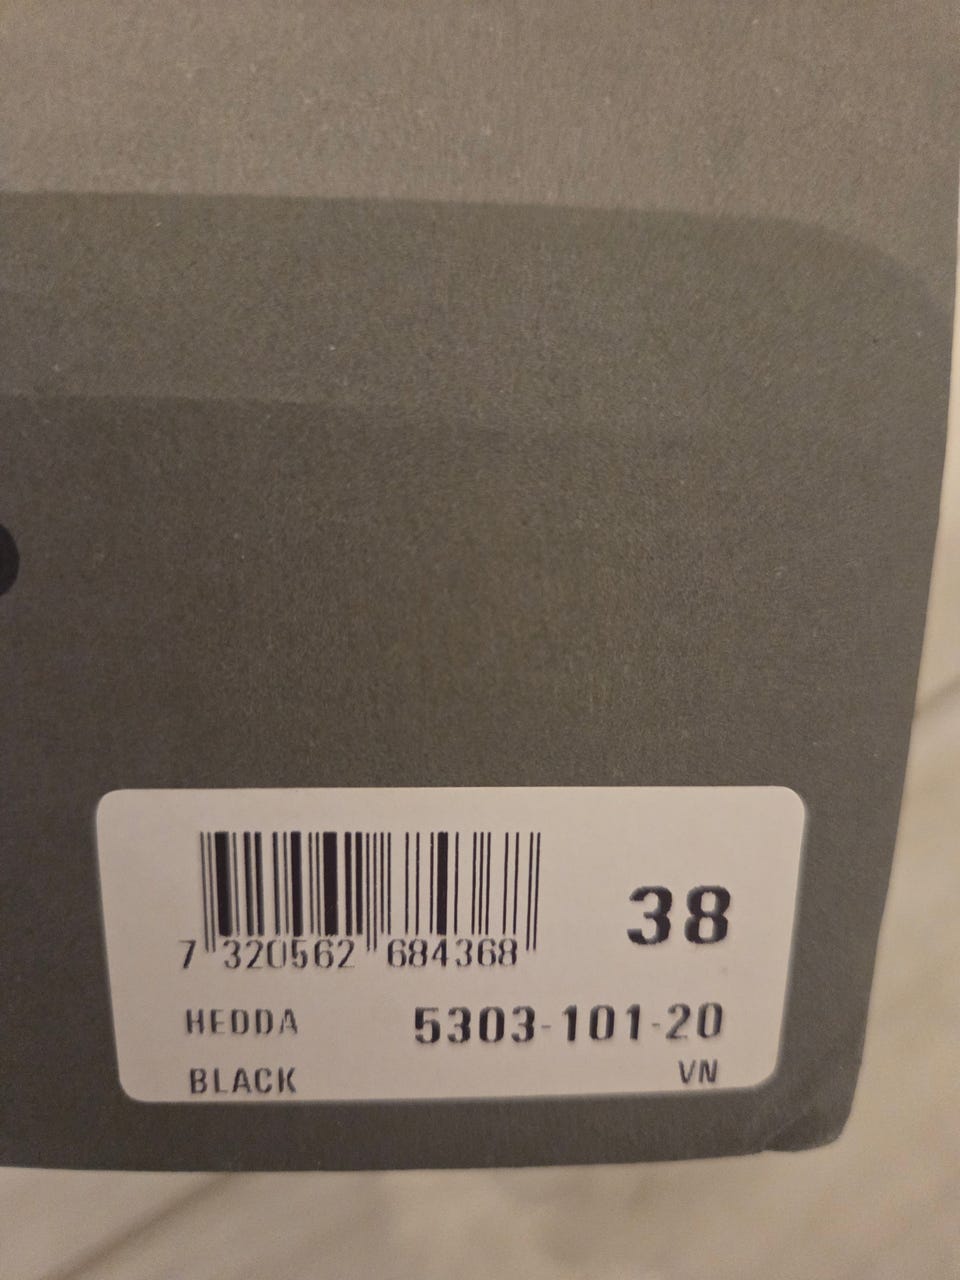 38
7 320562 684368
HEDDA 5303-101-20
BLACK VN